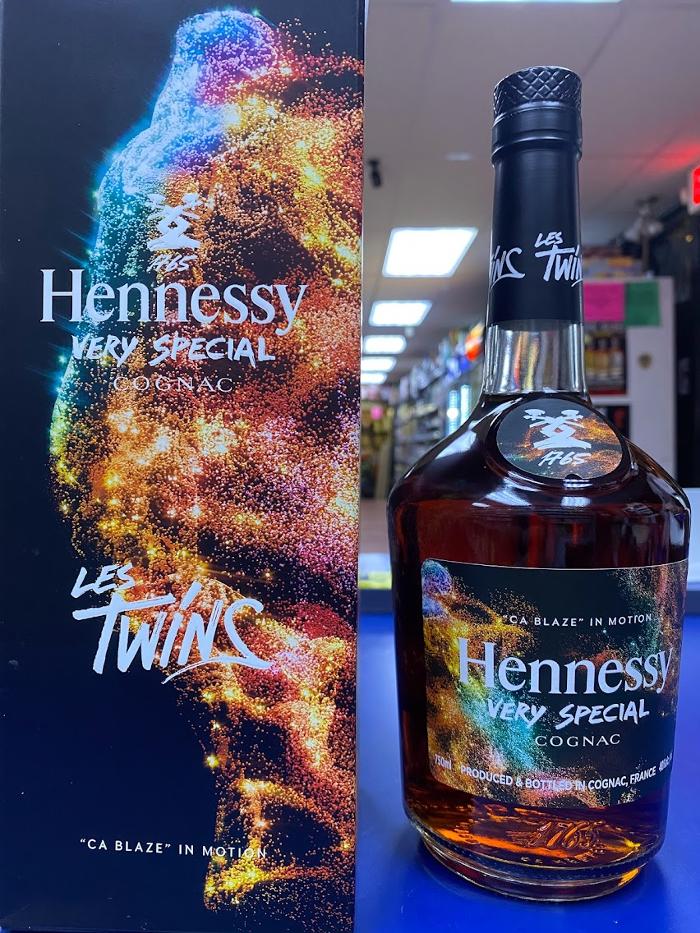 1765
Hennessy
VERY SPECIAL
COGNAC
LES
TWINS
"CA BLAZE" IN MOTION
LES
TWINS
1765
"CA BLAZE" IN MOTION
Hennessy
VERY SPECIAL
COGNAC
750ml PRODUCED & BOTTLED IN COGNAC, FRANCE
1765